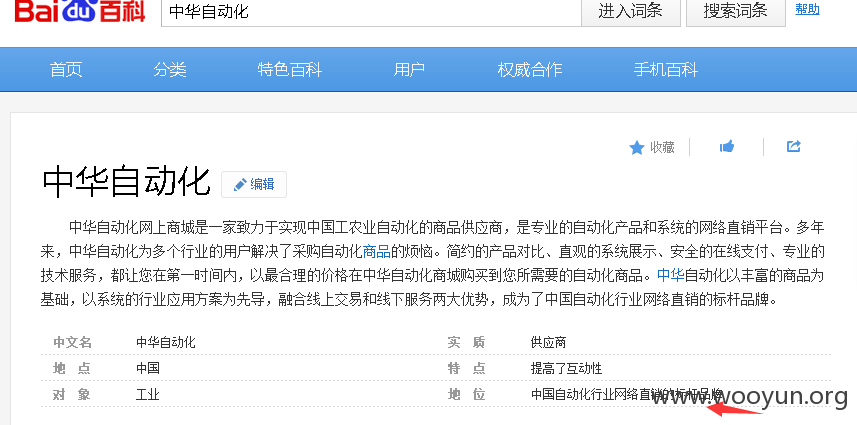 Bai du 百科 中华自动化 进入词条 搜索词条 帮助
首页 分类 特色百科 用户 权威合作 手机百科
收藏
中华自动化 编辑
中华自动化网上商城是一家致力于实现中国工农业自动化的商品供应商，是专业的自动化产品和系统的网络直销平台。多年
来，中华自动化为多个行业的用户解决了采购自动化商品的烦恼。简约的产品对比、直观的系统展示、安全的在线支付、专业的
技术服务，都让您在第一时间内，以最合理的价格在中华自动化商城购买到您所需要的自动化商品。中华自动化以丰富的商品为
基础，以系统的行业应用方案为先导，融合线上交易和线下服务两大优势，成为了中国自动化行业网络直销的标杆品牌。
中文名 中华自动化 实 质 供应商
地 点 中国 特 点 提高了互动性
对 象 工业 地 位 中国自动化行业网络直销的标杆品牌
www.wooyun.org